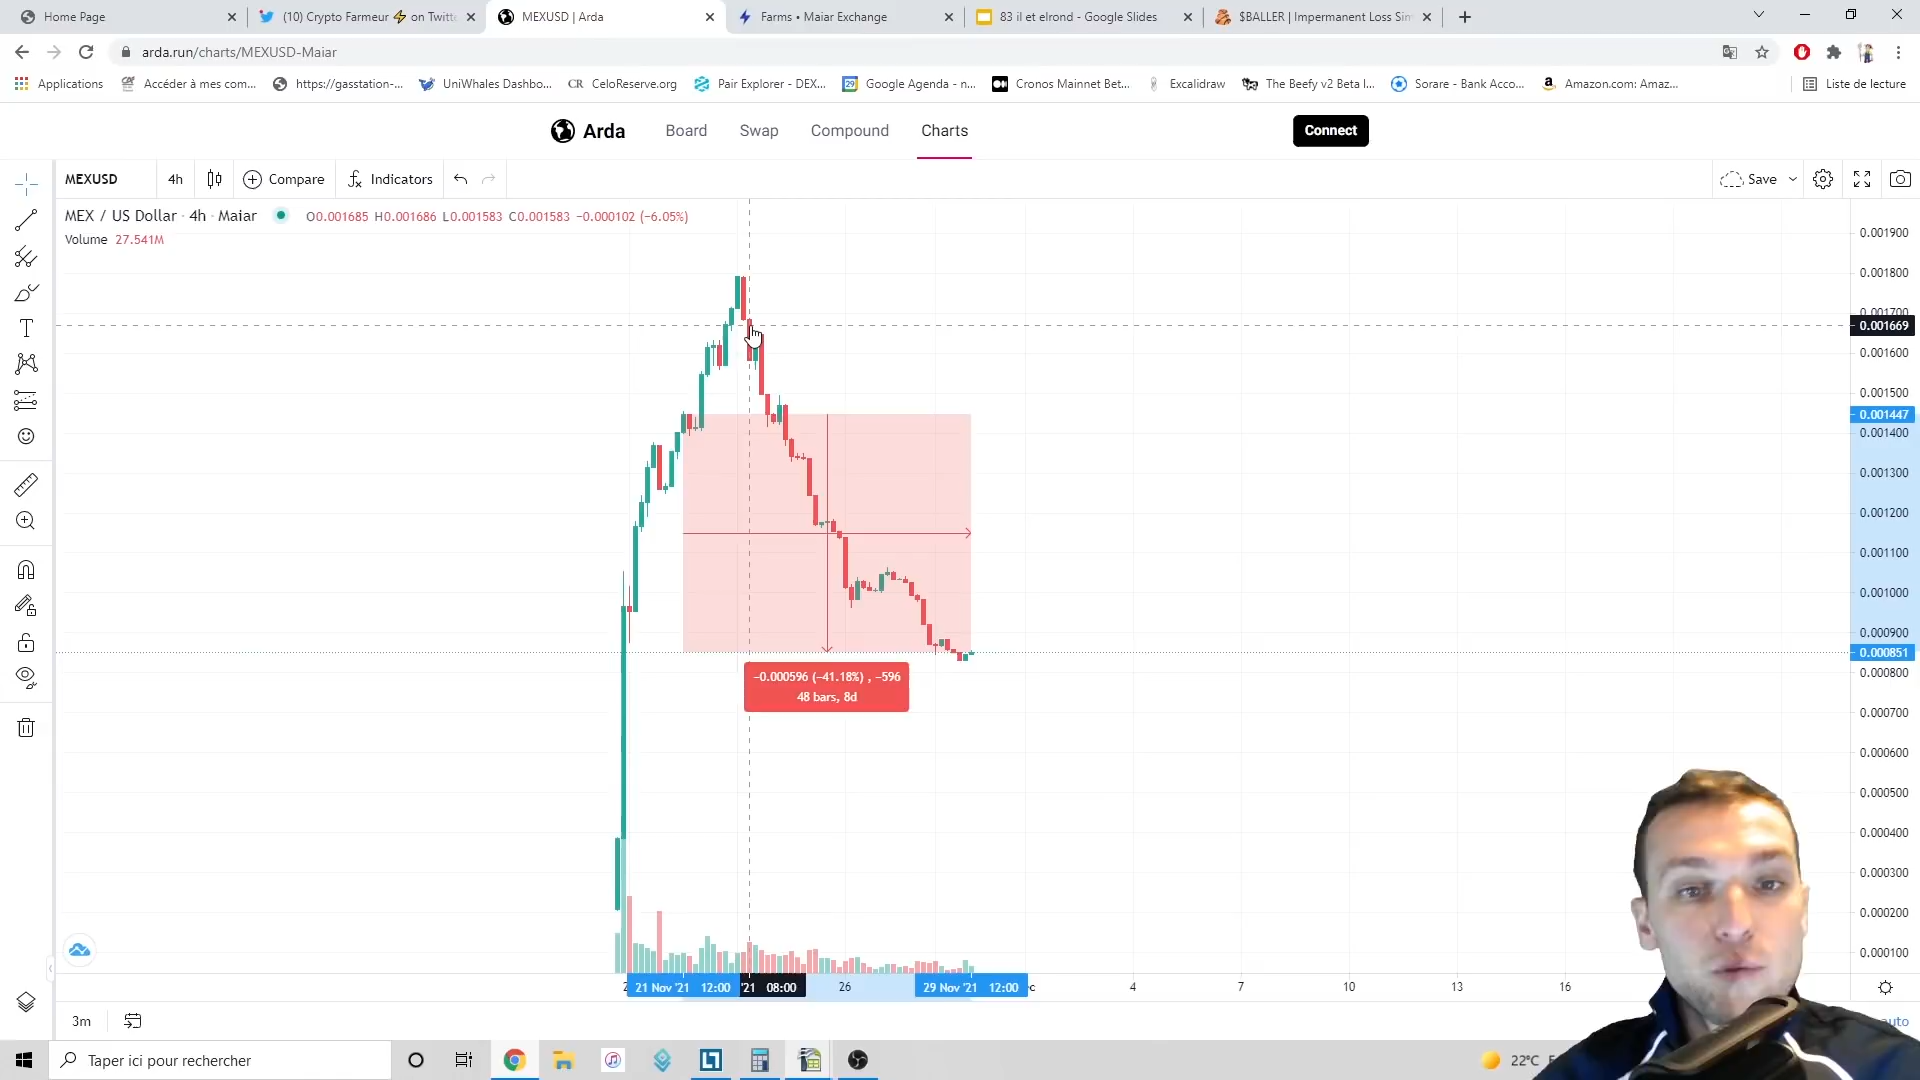 Home Page
(10) Crypto Farmeur ⚡ on Twitte
MEXUSD | Arda
Farms • Maiar Exchange
83 il et elrond - Google Slides
$BALLER | Impermanent Loss Sim
arda.run/charts/MEXUSD-Maiar
Applications
Accéder à mes com...
https://gasstation-...
UniWhales Dashbo...
CR CeloReserve.org
Pair Explorer - DEX...
Google Agenda - n...
Cronos Mainnet Bet...
Excalidraw
The Beefy v2 Beta I...
Sorare - Bank Acco...
Amazon.com: Amaz...
Liste de lecture
Arda
Board
Swap
Compound
Charts
Connect
MEXUSD
4h
Compare
Indicators
Save
MEX / US Dollar · 4h · Maiar
O0.001685 H0.001686 L0.001583 C0.001583 −0.000102 (−6.05%)
Volume 27.541M
0.001900
0.001800
0.001700
0.001669
0.001600
0.001500
0.001447
0.001400
0.001300
0.001200
0.001100
0.001000
0.000900
0.000851
0.000800
0.000700
0.000600
0.000500
0.000400
0.000300
0.000200
0.000100
−0.000596 (−41.18%) , −596
48 bars, 8d
21 Nov '21 12:00
'21 08:00
26
29 Nov '21 12:00
4
7
10
13
16
3m
auto
Taper ici pour rechercher
22°C